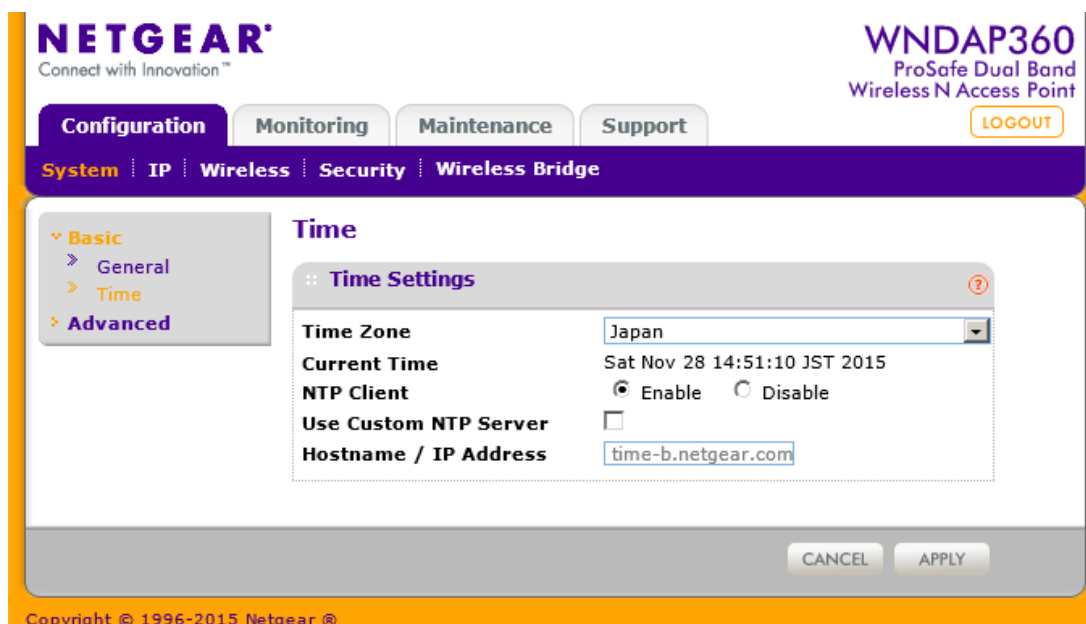 NETGEAR®
Connect with Innovation™
WNDAP360
ProSafe Dual Band
Wireless N Access Point
LOGOUT
Configuration Monitoring Maintenance Support
System IP Wireless Security Wireless Bridge
Basic
General
Time
Advanced
Time
Time Settings
?
Time Zone Japan
Current Time Sat Nov 28 14:51:10 JST 2015
NTP Client Enable Disable
Use Custom NTP Server
Hostname / IP Address time-b.netgear.com
CANCEL APPLY
Copyright © 1996-2015 Netgear ®